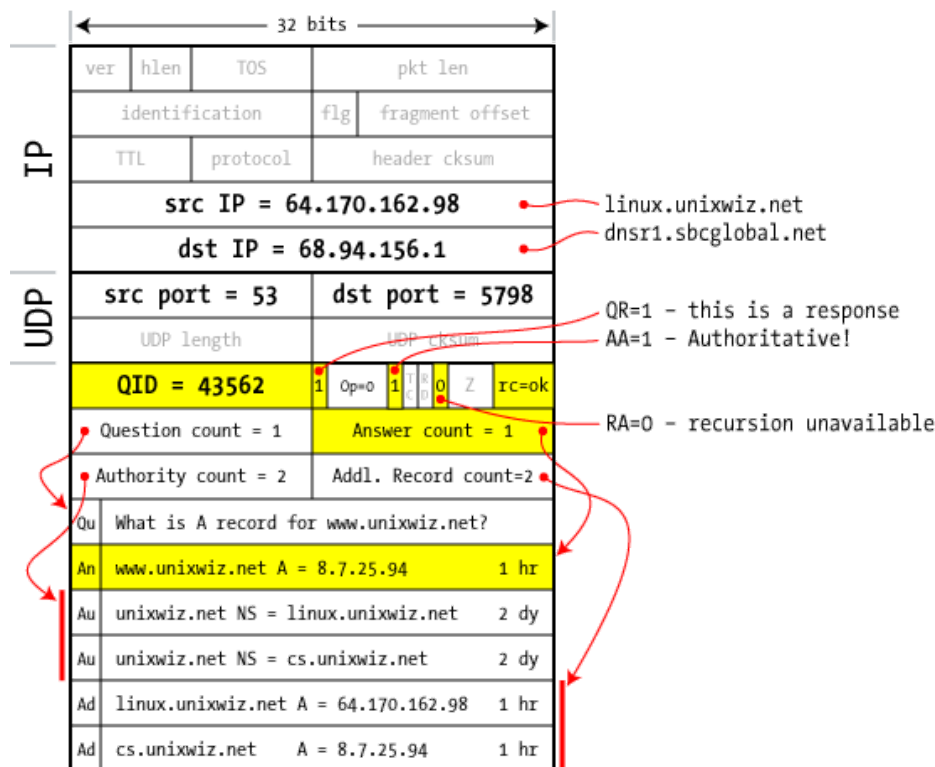 32 bits
IP
ver hlen TOS pkt len
identification flg fragment offset
TTL protocol header cksum
src IP = 64.170.162.98
linux.unixwiz.net
dst IP = 68.94.156.1
dnsr1.sbcglobal.net
UDP
src port = 53 dst port = 5798
QR=1 – this is a response
UDP length UDP cksum
AA=1 – Authoritative!
QID = 43562 1 Op=0 1 TC RD 0 Z rc=ok
RA=0 – recursion unavailable
Question count = 1 Answer count = 1
Authority count = 2 Addl. Record count=2
Qu What is A record for www.unixwiz.net?
An www.unixwiz.net A = 8.7.25.94 1 hr
Au unixwiz.net NS = linux.unixwiz.net 2 dy
Au unixwiz.net NS = cs.unixwiz.net 2 dy
Ad linux.unixwiz.net A = 64.170.162.98 1 hr
Ad cs.unixwiz.net A = 8.7.25.94 1 hr